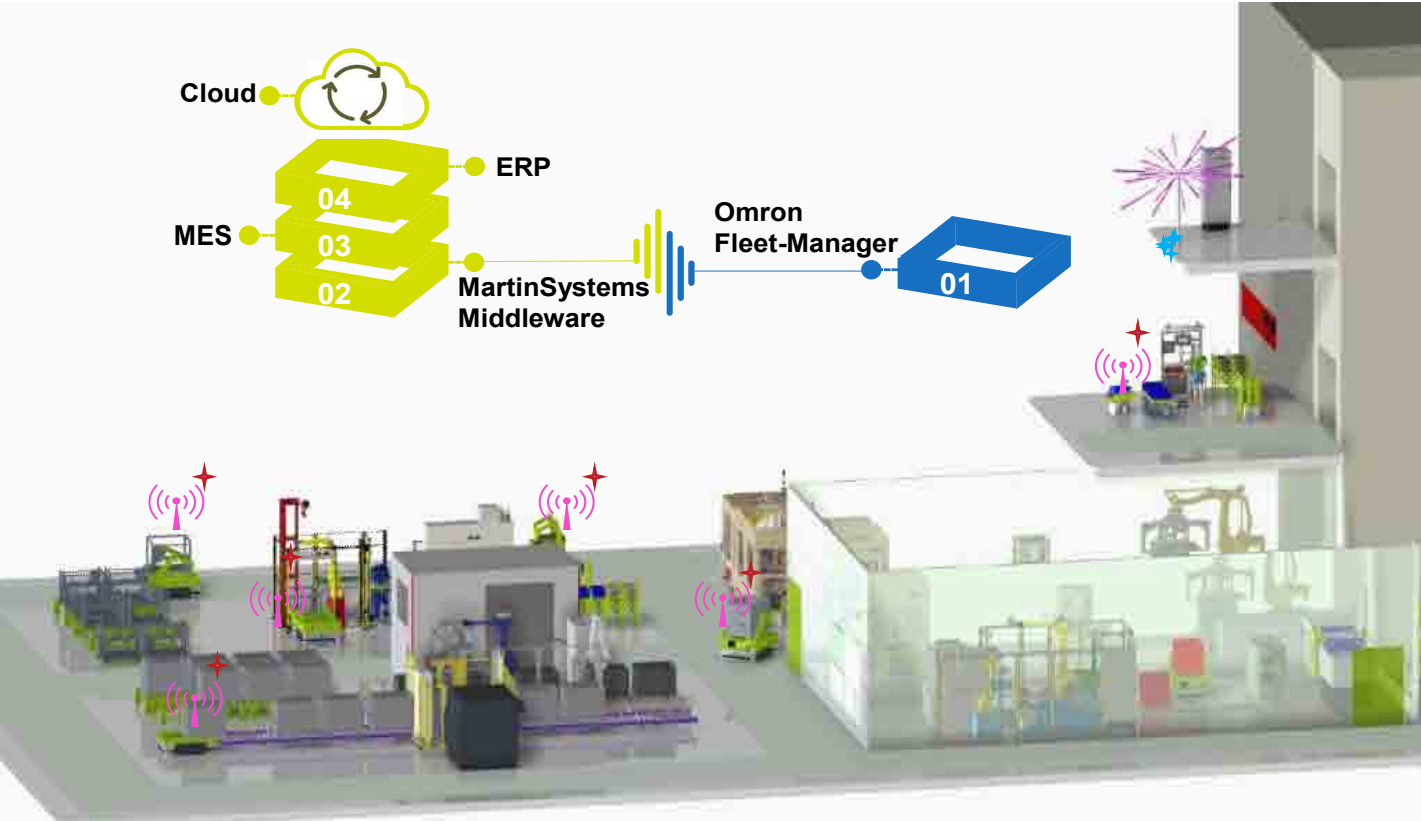 Cloud
ERP
04
MES
03
02
MartinSystems
Middleware
Omron
Fleet-Manager
01